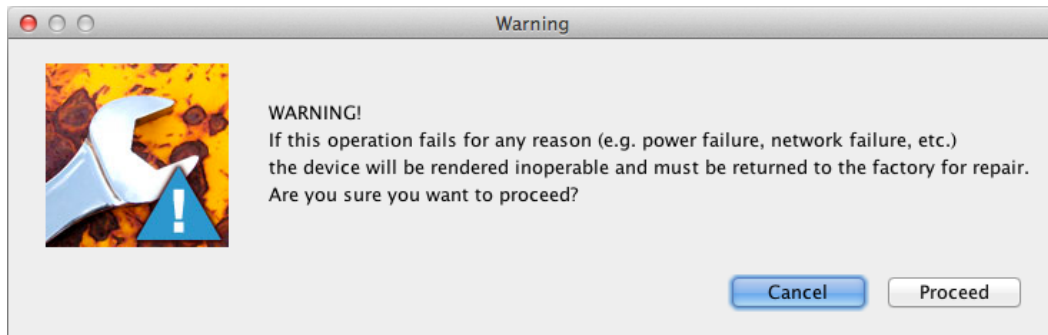 Warning
WARNING!
If this operation fails for any reason (e.g. power failure, network failure, etc.)
the device will be rendered inoperable and must be returned to the factory for repair.
Are you sure you want to proceed?
Cancel Proceed